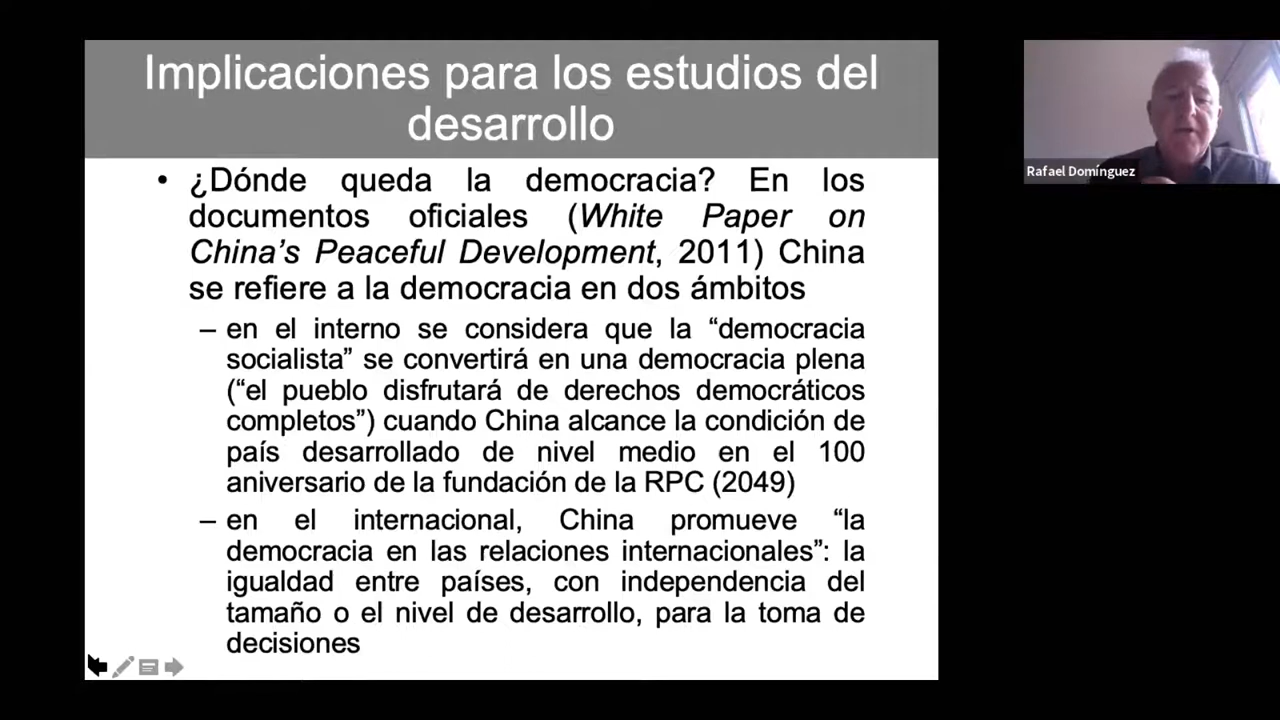 Implicaciones para los estudios del
desarrollo
• ¿Dónde queda la democracia? En los
documentos oficiales (White Paper on
China’s Peaceful Development, 2011) China
se refiere a la democracia en dos ámbitos
– en el interno se considera que la “democracia
socialista” se convertirá en una democracia plena
(“el pueblo disfrutará de derechos democráticos
completos”) cuando China alcance la condición de
país desarrollado de nivel medio en el 100
aniversario de la fundación de la RPC (2049)
– en el internacional, China promueve “la
democracia en las relaciones internacionales”: la
igualdad entre países, con independencia del
tamaño o el nivel de desarrollo, para la toma de
decisiones
Rafael Domínguez